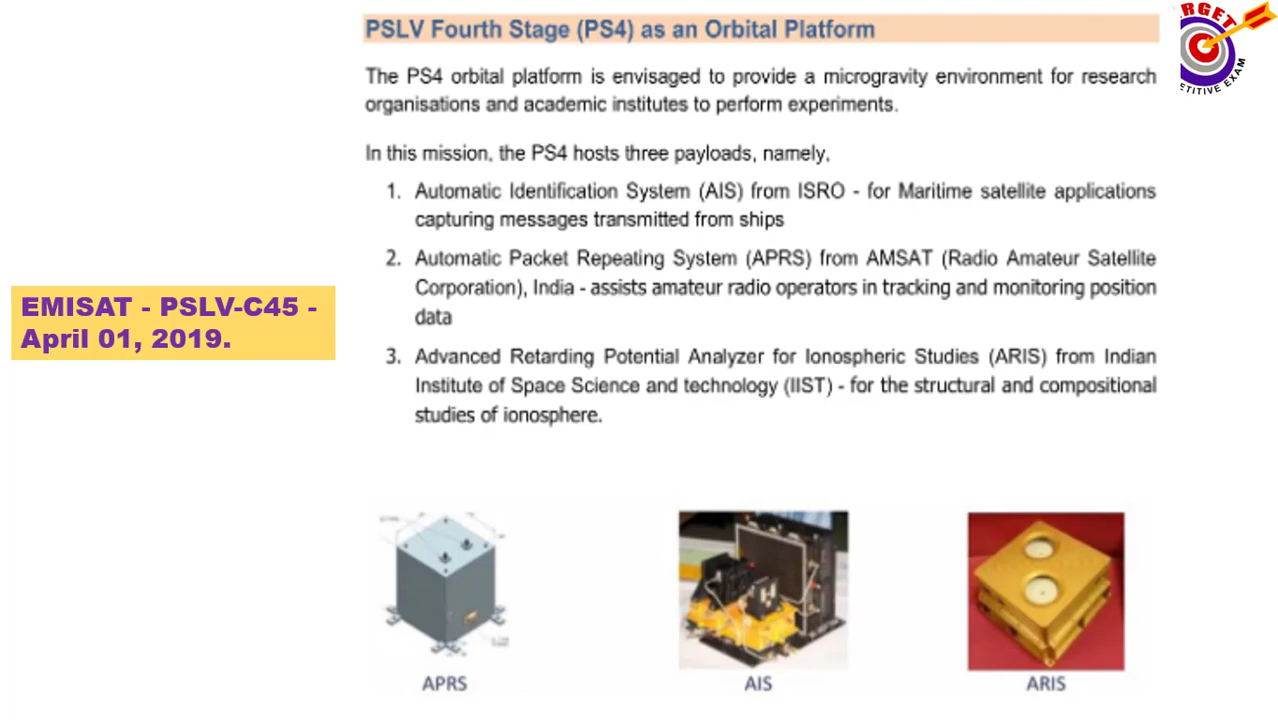 PSLV Fourth Stage (PS4) as an Orbital Platform
RGET
ETITIVE EXAM
The PS4 orbital platform is envisaged to provide a microgravity environment for research
organisations and academic institutes to perform experiments.
In this mission, the PS4 hosts three payloads, namely,
1. Automatic Identification System (AIS) from ISRO - for Maritime satellite applications
capturing messages transmitted from ships
2. Automatic Packet Repeating System (APRS) from AMSAT (Radio Amateur Satellite
Corporation), India - assists amateur radio operators in tracking and monitoring position
data
EMISAT - PSLV-C45 -
April 01, 2019.
3. Advanced Retarding Potential Analyzer for Ionospheric Studies (ARIS) from Indian
Institute of Space Science and technology (IIST) - for the structural and compositional
studies of ionosphere.
APRS
AIS
ARIS